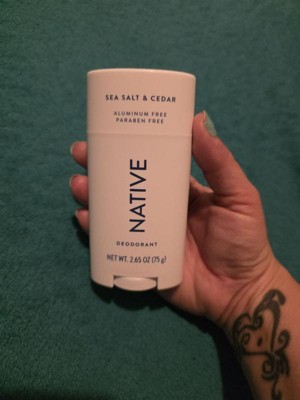 SEA SALT & CEDAR
ALUMINUM FREE
PARABEN FREE
NATIVE
DEODORANT
NET WT. 2.65 OZ (75 g)